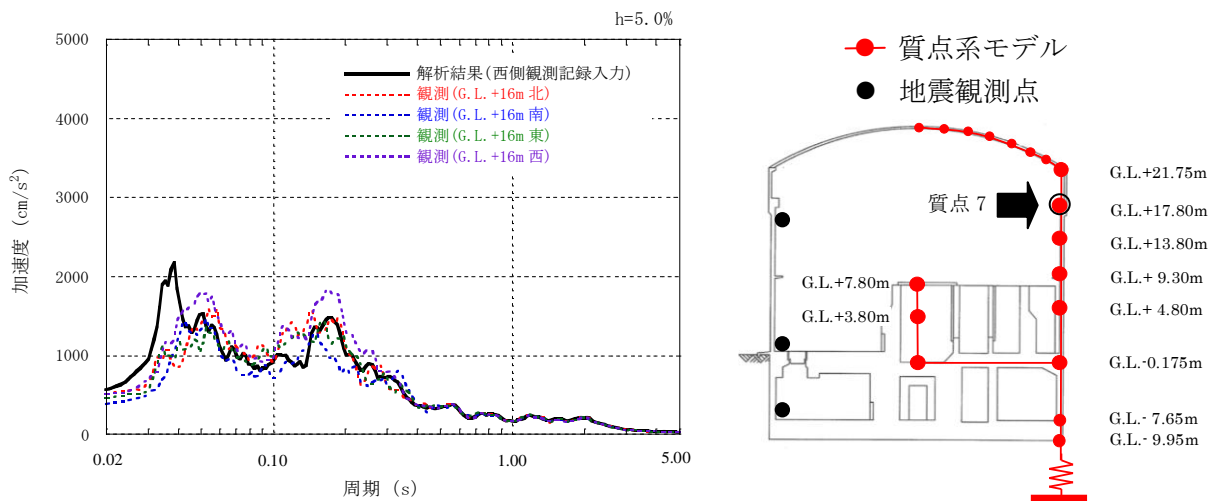 h=5.0%
5000
4000
3000
2000
1000
0
加速度 (cm/s²)
解析結果(西側観測記録入力)
観測(G.L.+16m 北)
観測(G.L.+16m 南)
観測(G.L.+16m 東)
観測(G.L.+16m 西)
0.02
0.10
1.00
5.00
周期 (s)
質点系モデル
地震観測点
質点 7
G.L.+21.75m
G.L.+17.80m
G.L.+13.80m
G.L.+ 9.30m
G.L.+ 4.80m
G.L.-0.175m
G.L.- 7.65m
G.L.- 9.95m
G.L.+7.80m
G.L.+3.80m